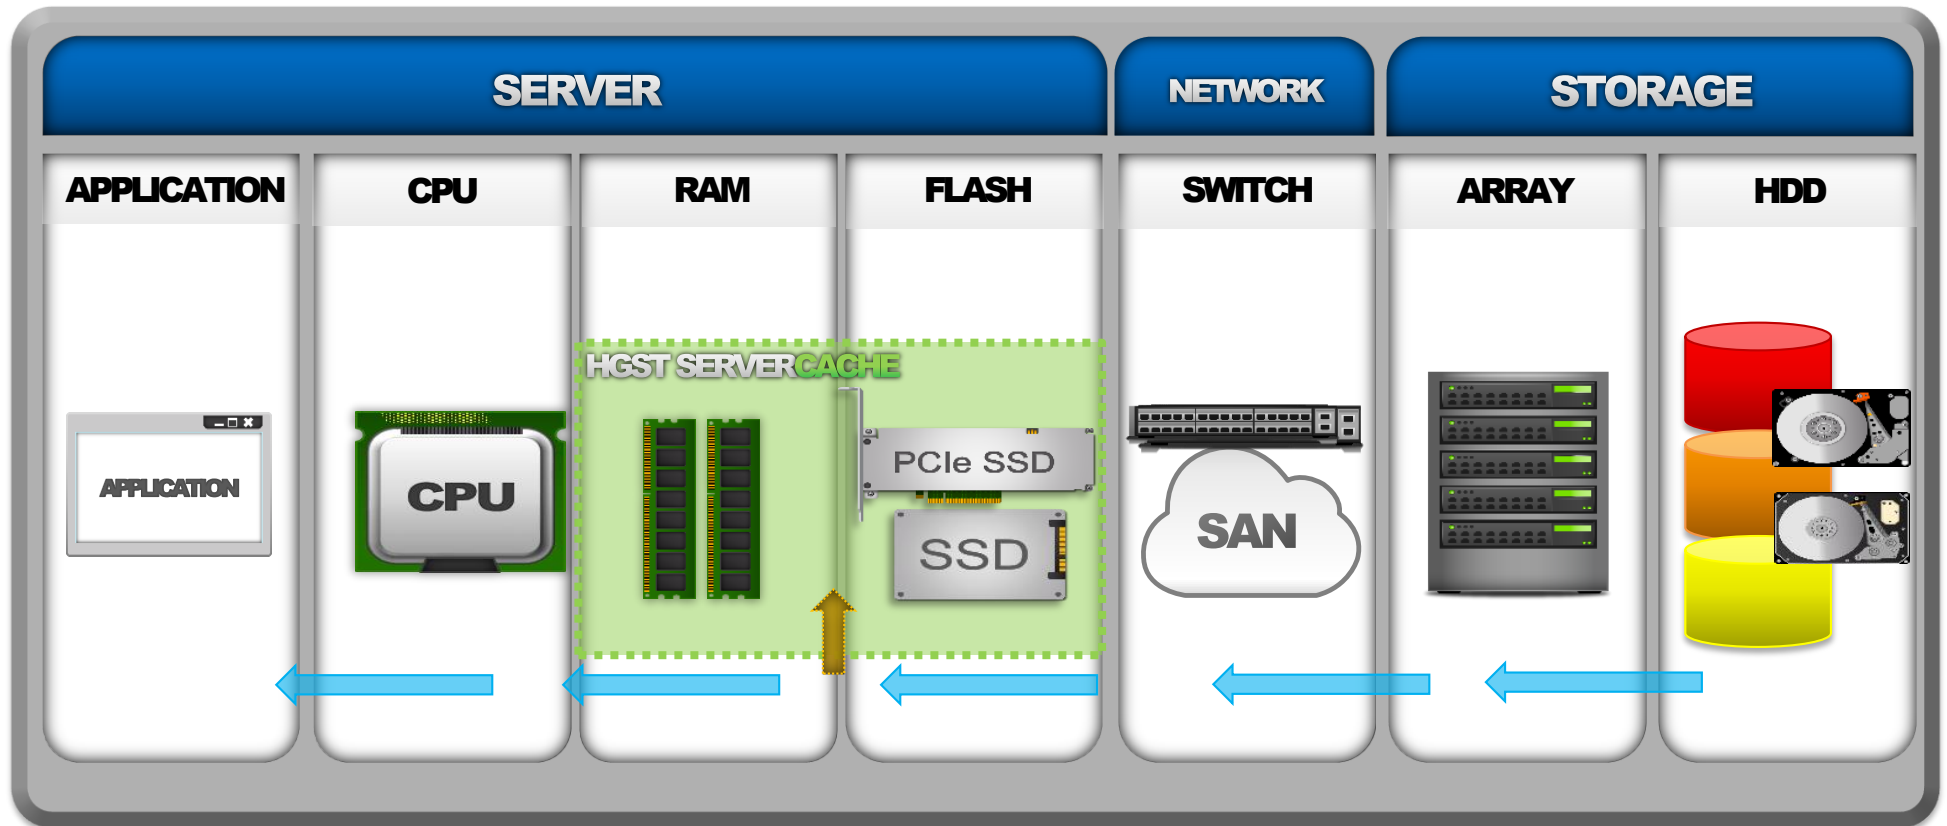 SERVER
NETWORK
STORAGE
APPLICATION
CPU
RAM
FLASH
SWITCH
ARRAY
HDD
HGST SERVERCACHE
APPLICATION
CPU
PCIe SSD
SSD
SAN